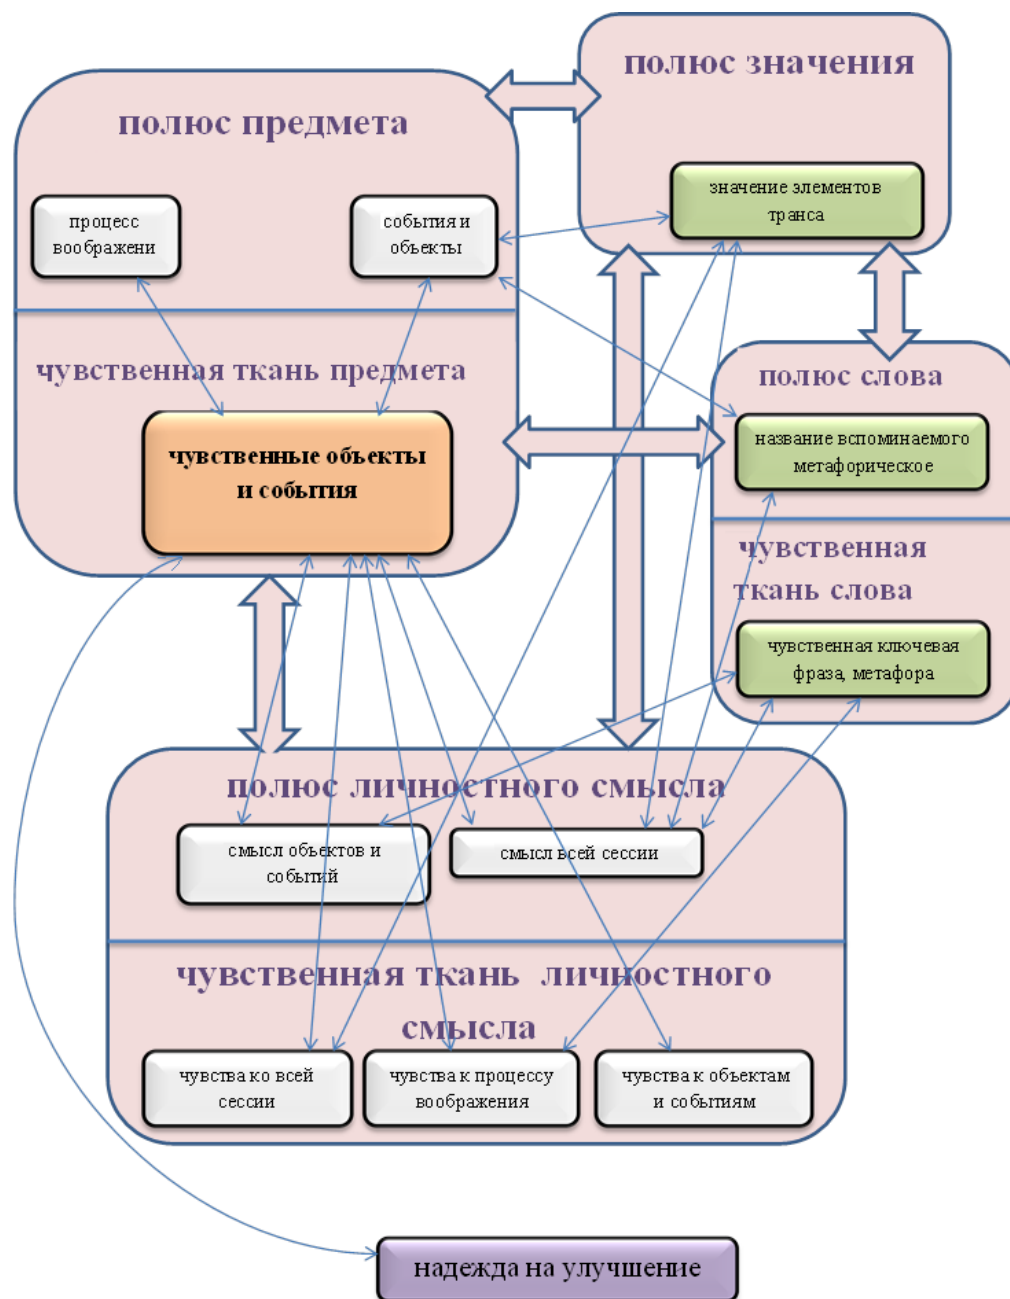 полюс значения
полюс предмета
значение элементов
транса
процесс
воображени
события и
объекты
чувственная ткань предмета
полюс слова
чувственные объекты
и события
название вспоминаемого
метафорическое
чувственная
ткань слова
чувственная ключевая
фраза, метафора
полюс личностного смысла
смысл объектов и
событий
смысл всей сессии
чувственная ткань личностного
смысла
чувства ко всей
сессии
чувства к процессу
воображения
чувства к объектам
и событиям
надежда на улучшение